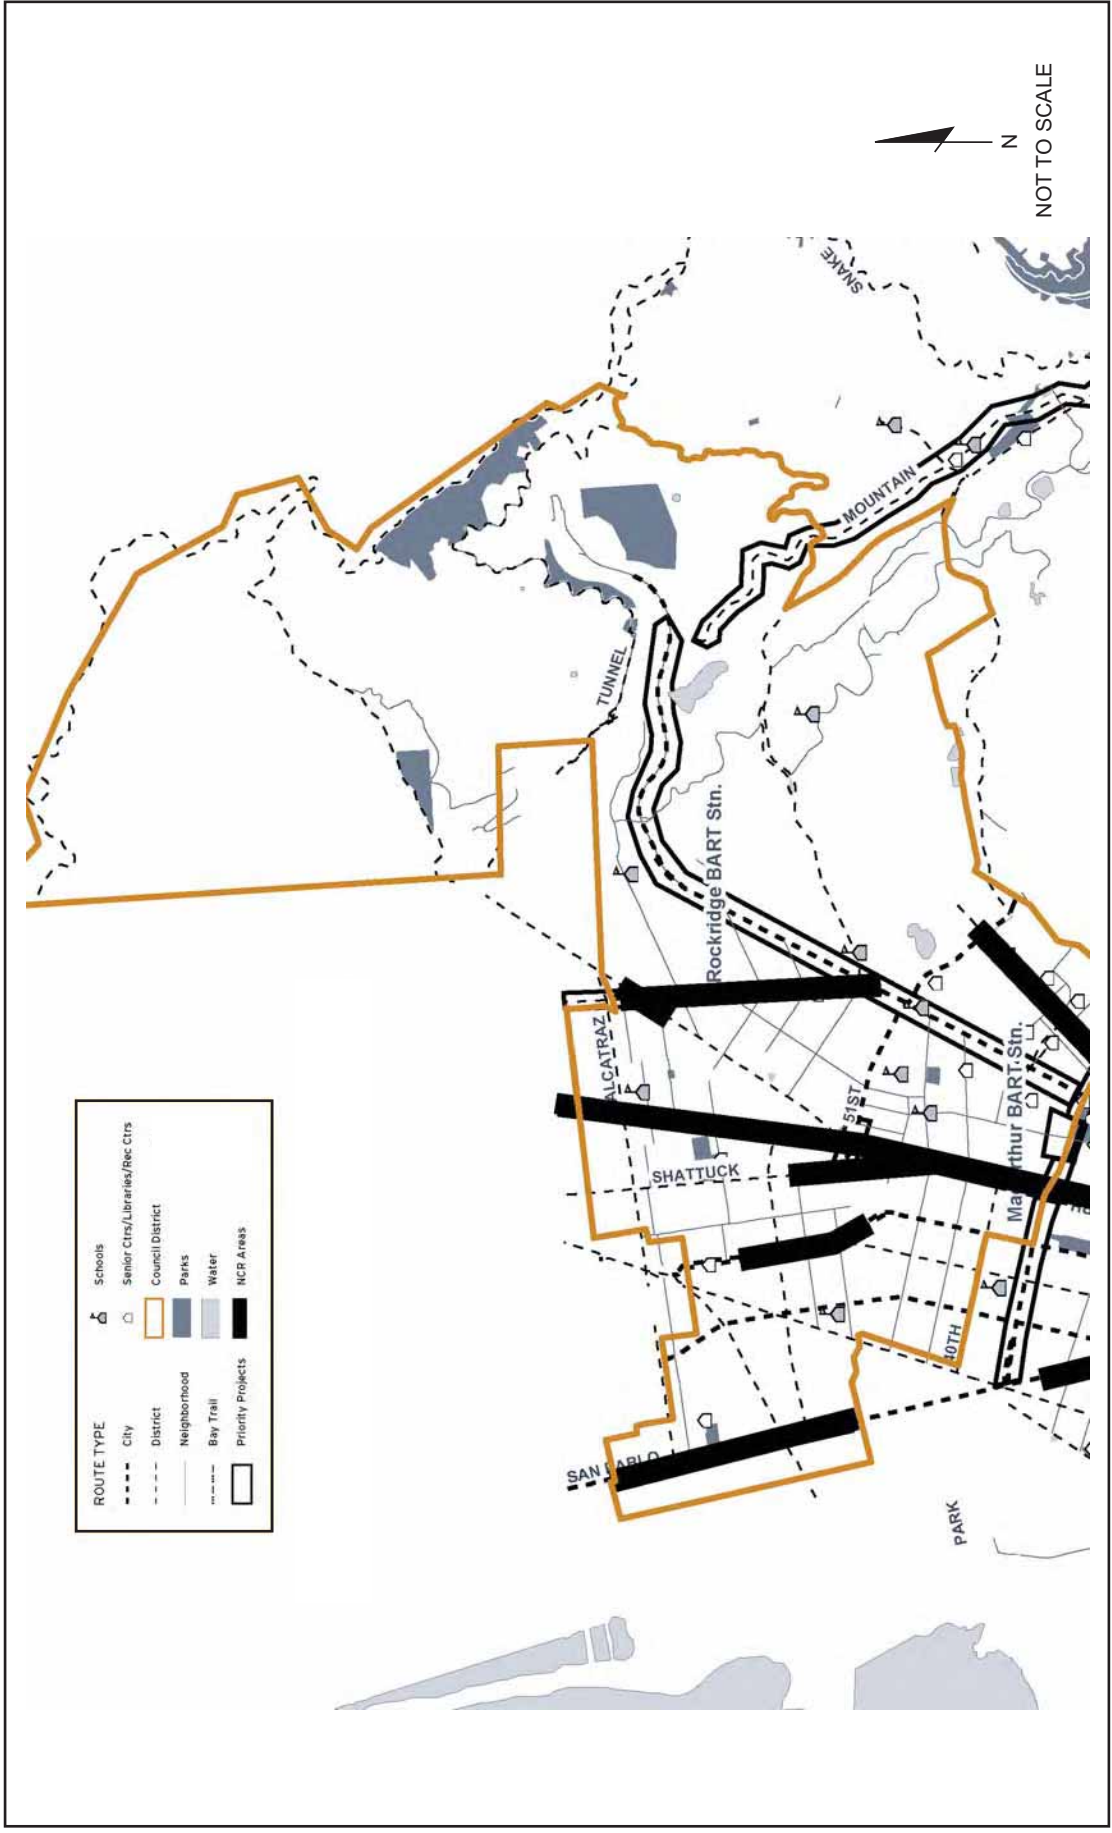 ROUTE TYPE
City
District
Neighborhood
Bay Trail
Priority Projects
Schools
Senior Ctrs/Libraries/Rec Ctrs
Council District
Parks
Water
NCR Areas
SAN PABLO
ALCATRAZ
SHATTUCK
51ST
40TH
PARK
TUNNEL
Rockridge BART Stn.
MacArthur BART Stn.
MOUNTAIN
SNAKE
N
NOT TO SCALE